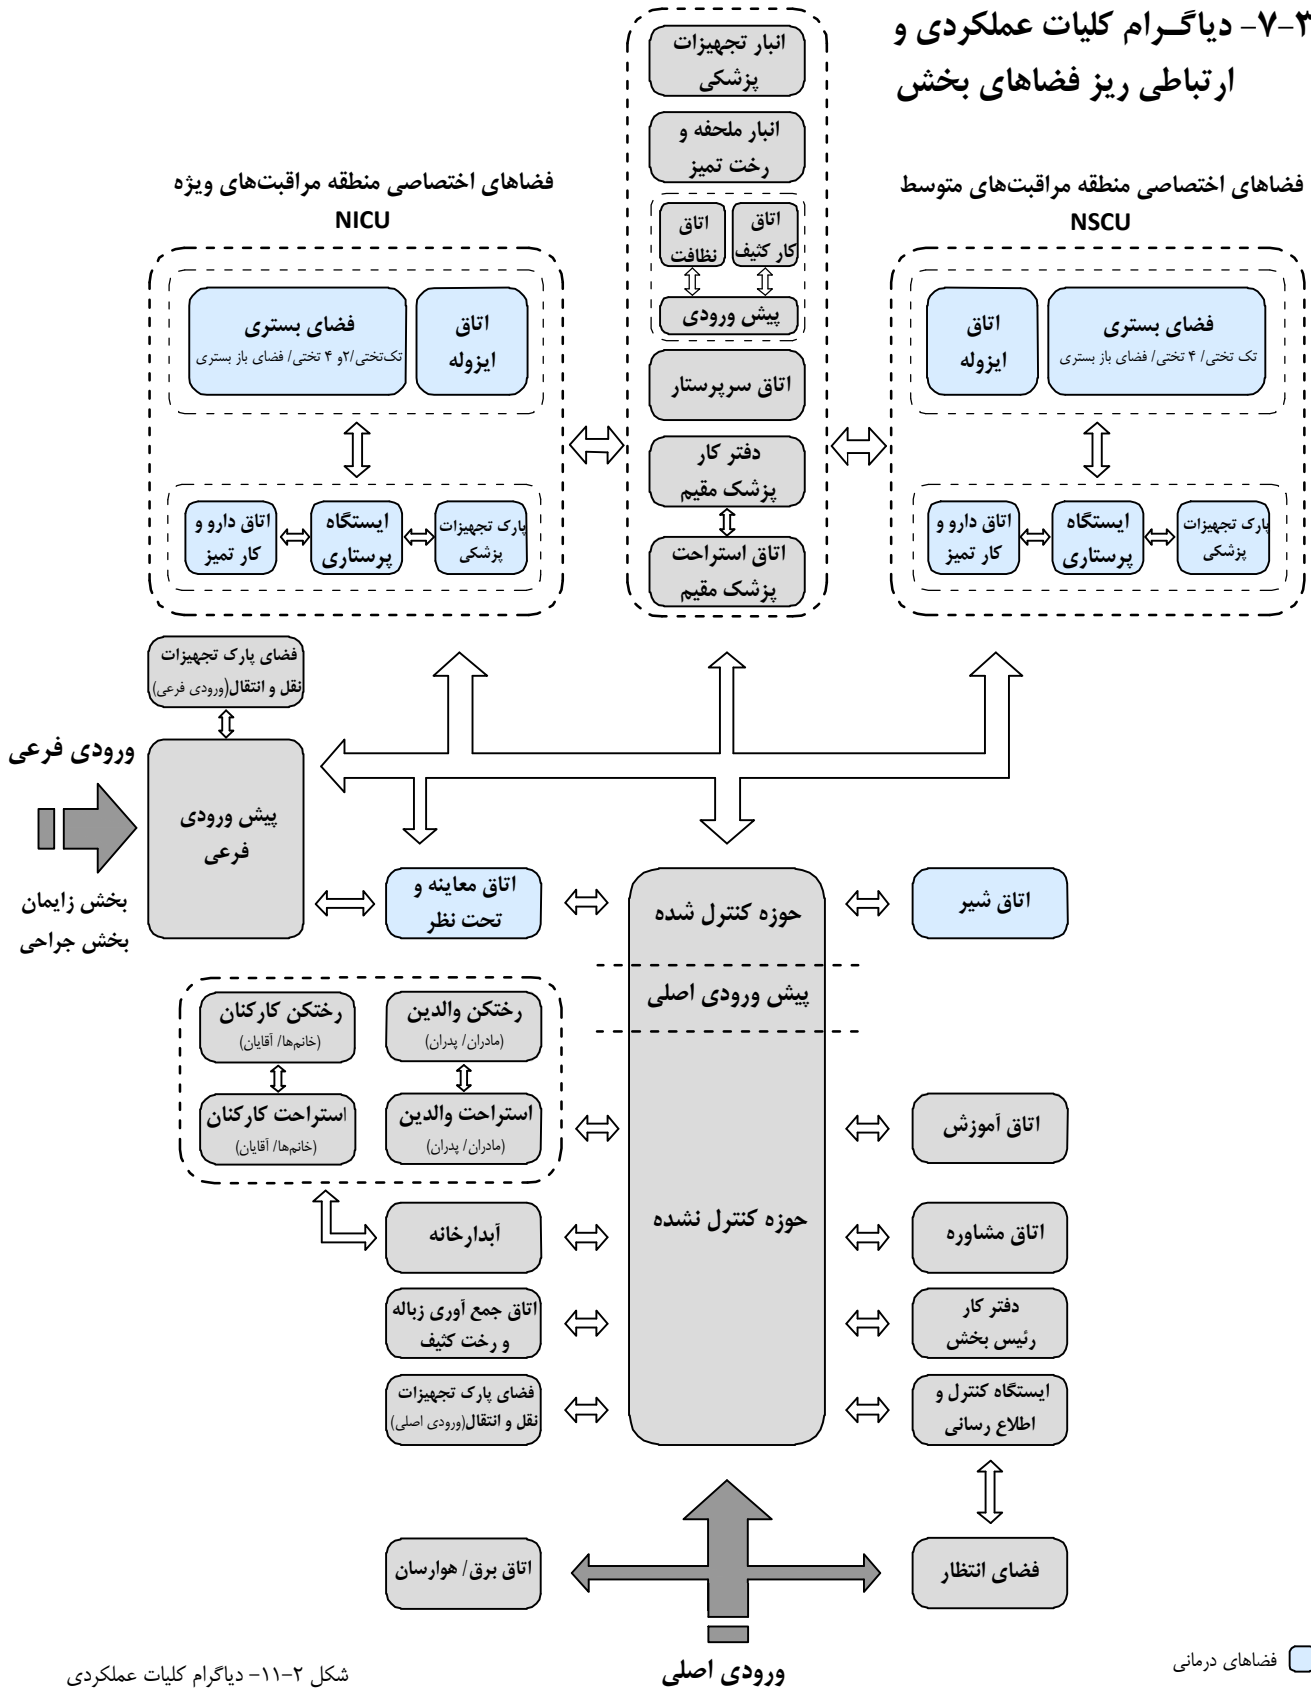 ۳-۷- دیاگـرام کلیات عملکردی و
ارتباطی ریز فضاهای بخش
انبار تجهیزات
پزشکی
انبار ملحفه و
رخت تمیز
اتاق
کار کثیف
اتاق
نظافت
پیش ورودی
اتاق سرپرستار
دفتر کار
پزشک مقیم
اتاق استراحت
پزشک مقیم
فضاهای اختصاصی منطقه مراقبت‌های متوسط
NSCU
فضای بستری
تک تختی/ ۴ تختی/ فضای باز بستری
اتاق
ایزوله
پارک تجهیزات
پزشکی
ایستگاه
پرستاری
اتاق دارو و
کار تمیز
فضاهای اختصاصی منطقه مراقبت‌های ویژه
NICU
اتاق
ایزوله
فضای بستری
تک‌تختی/۲و ۴ تختی/ فضای باز بستری
پارک تجهیزات
پزشکی
ایستگاه
پرستاری
اتاق دارو و
کار تمیز
فضای پارک تجهیزات
نقل و انتقال(ورودی فرعی)
ورودی فرعی
پیش ورودی
فرعی
بخش زایمان
بخش جراحی
اتاق شیر
حوزه کنترل شده
اتاق معاینه و
تحت نظر
پیش ورودی اصلی
رختکن والدین
(مادران/ پدران)
رختکن کارکنان
(خانم‌ها/ آقایان)
استراحت والدین
(مادران/ پدران)
استراحت کارکنان
(خانم‌ها/ آقایان)
اتاق آموزش
حوزه کنترل نشده
اتاق مشاوره
آبدارخانه
دفتر کار
رئیس بخش
اتاق جمع آوری زباله
و رخت کثیف
ایستگاه کنترل و
اطلاع رسانی
فضای پارک تجهیزات
نقل و انتقال(ورودی اصلی)
فضای انتظار
اتاق برق/ هوارسان
ورودی اصلی
فضاهای درمانی
شکل ۲-۱۱- دیاگرام کلیات عملکردی